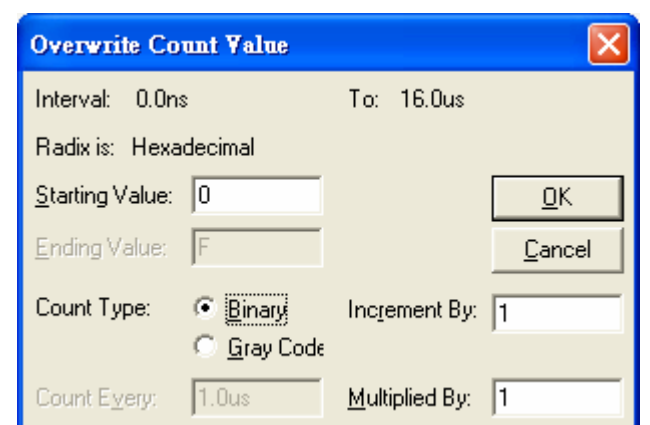 Overwrite Count Value
Interval: 0.0ns To: 16.0us
Radix is: Hexadecimal
Starting Value: 0 OK
Ending Value: F Cancel
Count Type: Binary Increment By: 1
Gray Code
Count Every: 1.0us Multiplied By: 1